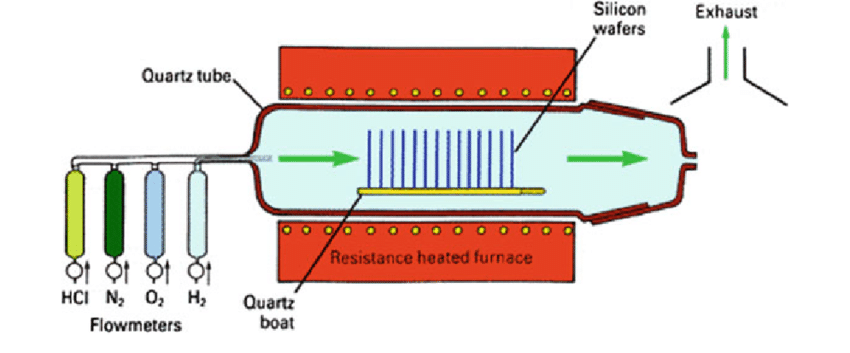 Silicon
wafers
Exhaust
Quartz tube
HCl N₂ O₂ H₂
Flowmeters
Resistance heated furnace
Quartz
boat